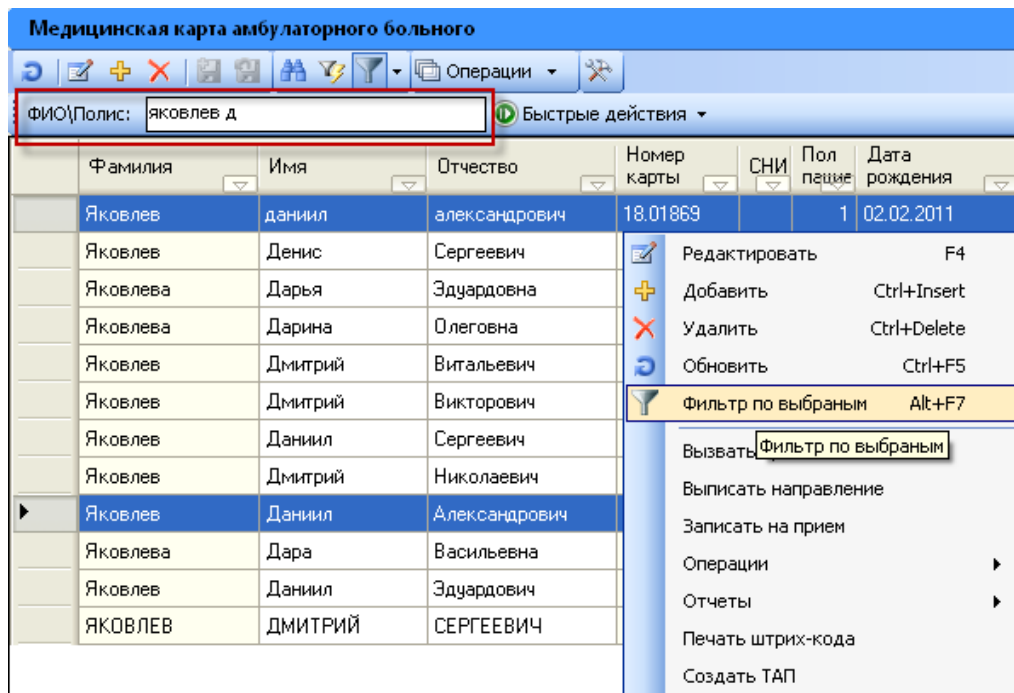 Медицинская карта амбулаторного больного
Операции
ФИО\Полис: яковлев д Быстрые действия
Фамилия Имя Отчество Номер карты СНИ Пол Дата рождения
Яковлев даниил александрович 18.01869 1 02.02.2011
Яковлев Денис Сергеевич
Яковлева Дарья Эдуардовна
Яковлева Дарина Олеговна
Яковлев Дмитрий Витальевич
Яковлев Дмитрий Викторович
Яковлев Даниил Сергеевич
Яковлев Дмитрий Николаевич
Яковлев Даниил Александрович
Яковлева Дара Васильевна
Яковлев Даниил Эдуардович
ЯКОВЛЕВ ДМИТРИЙ СЕРГЕЕВИЧ
Редактировать F4
Добавить Ctrl+Insert
Удалить Ctrl+Delete
Обновить Ctrl+F5
Фильтр по выбраным Alt+F7
Вызвать
Фильтр по выбраным
Выписать направление
Записать на прием
Операции
Отчеты
Печать штрих-кода
Создать ТАП